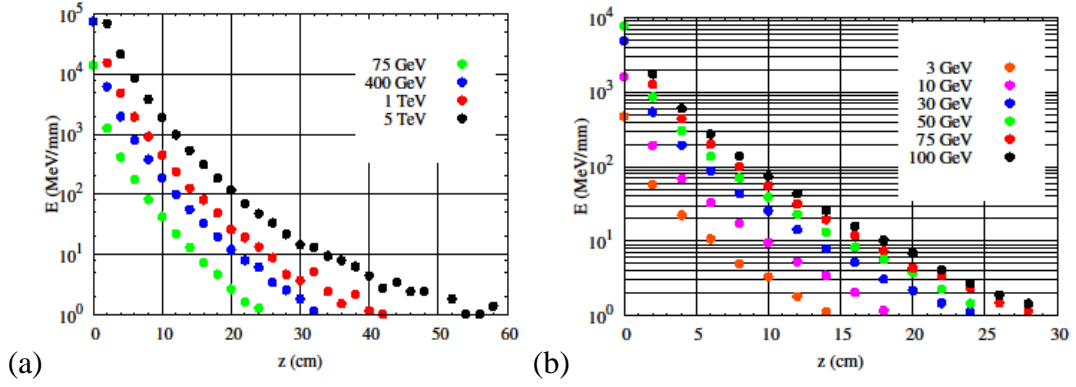 (a)
E (MeV/mm)
10^5
10^4
10^3
10^2
10^1
10^0
75 GeV
400 GeV
1 TeV
5 TeV
0 10 20 30 40 50 60
z (cm)
(b)
E (MeV/mm)
10^4
10^3
10^2
10^1
10^0
3 GeV
10 GeV
30 GeV
50 GeV
75 GeV
100 GeV
0 5 10 15 20 25 30
z (cm)